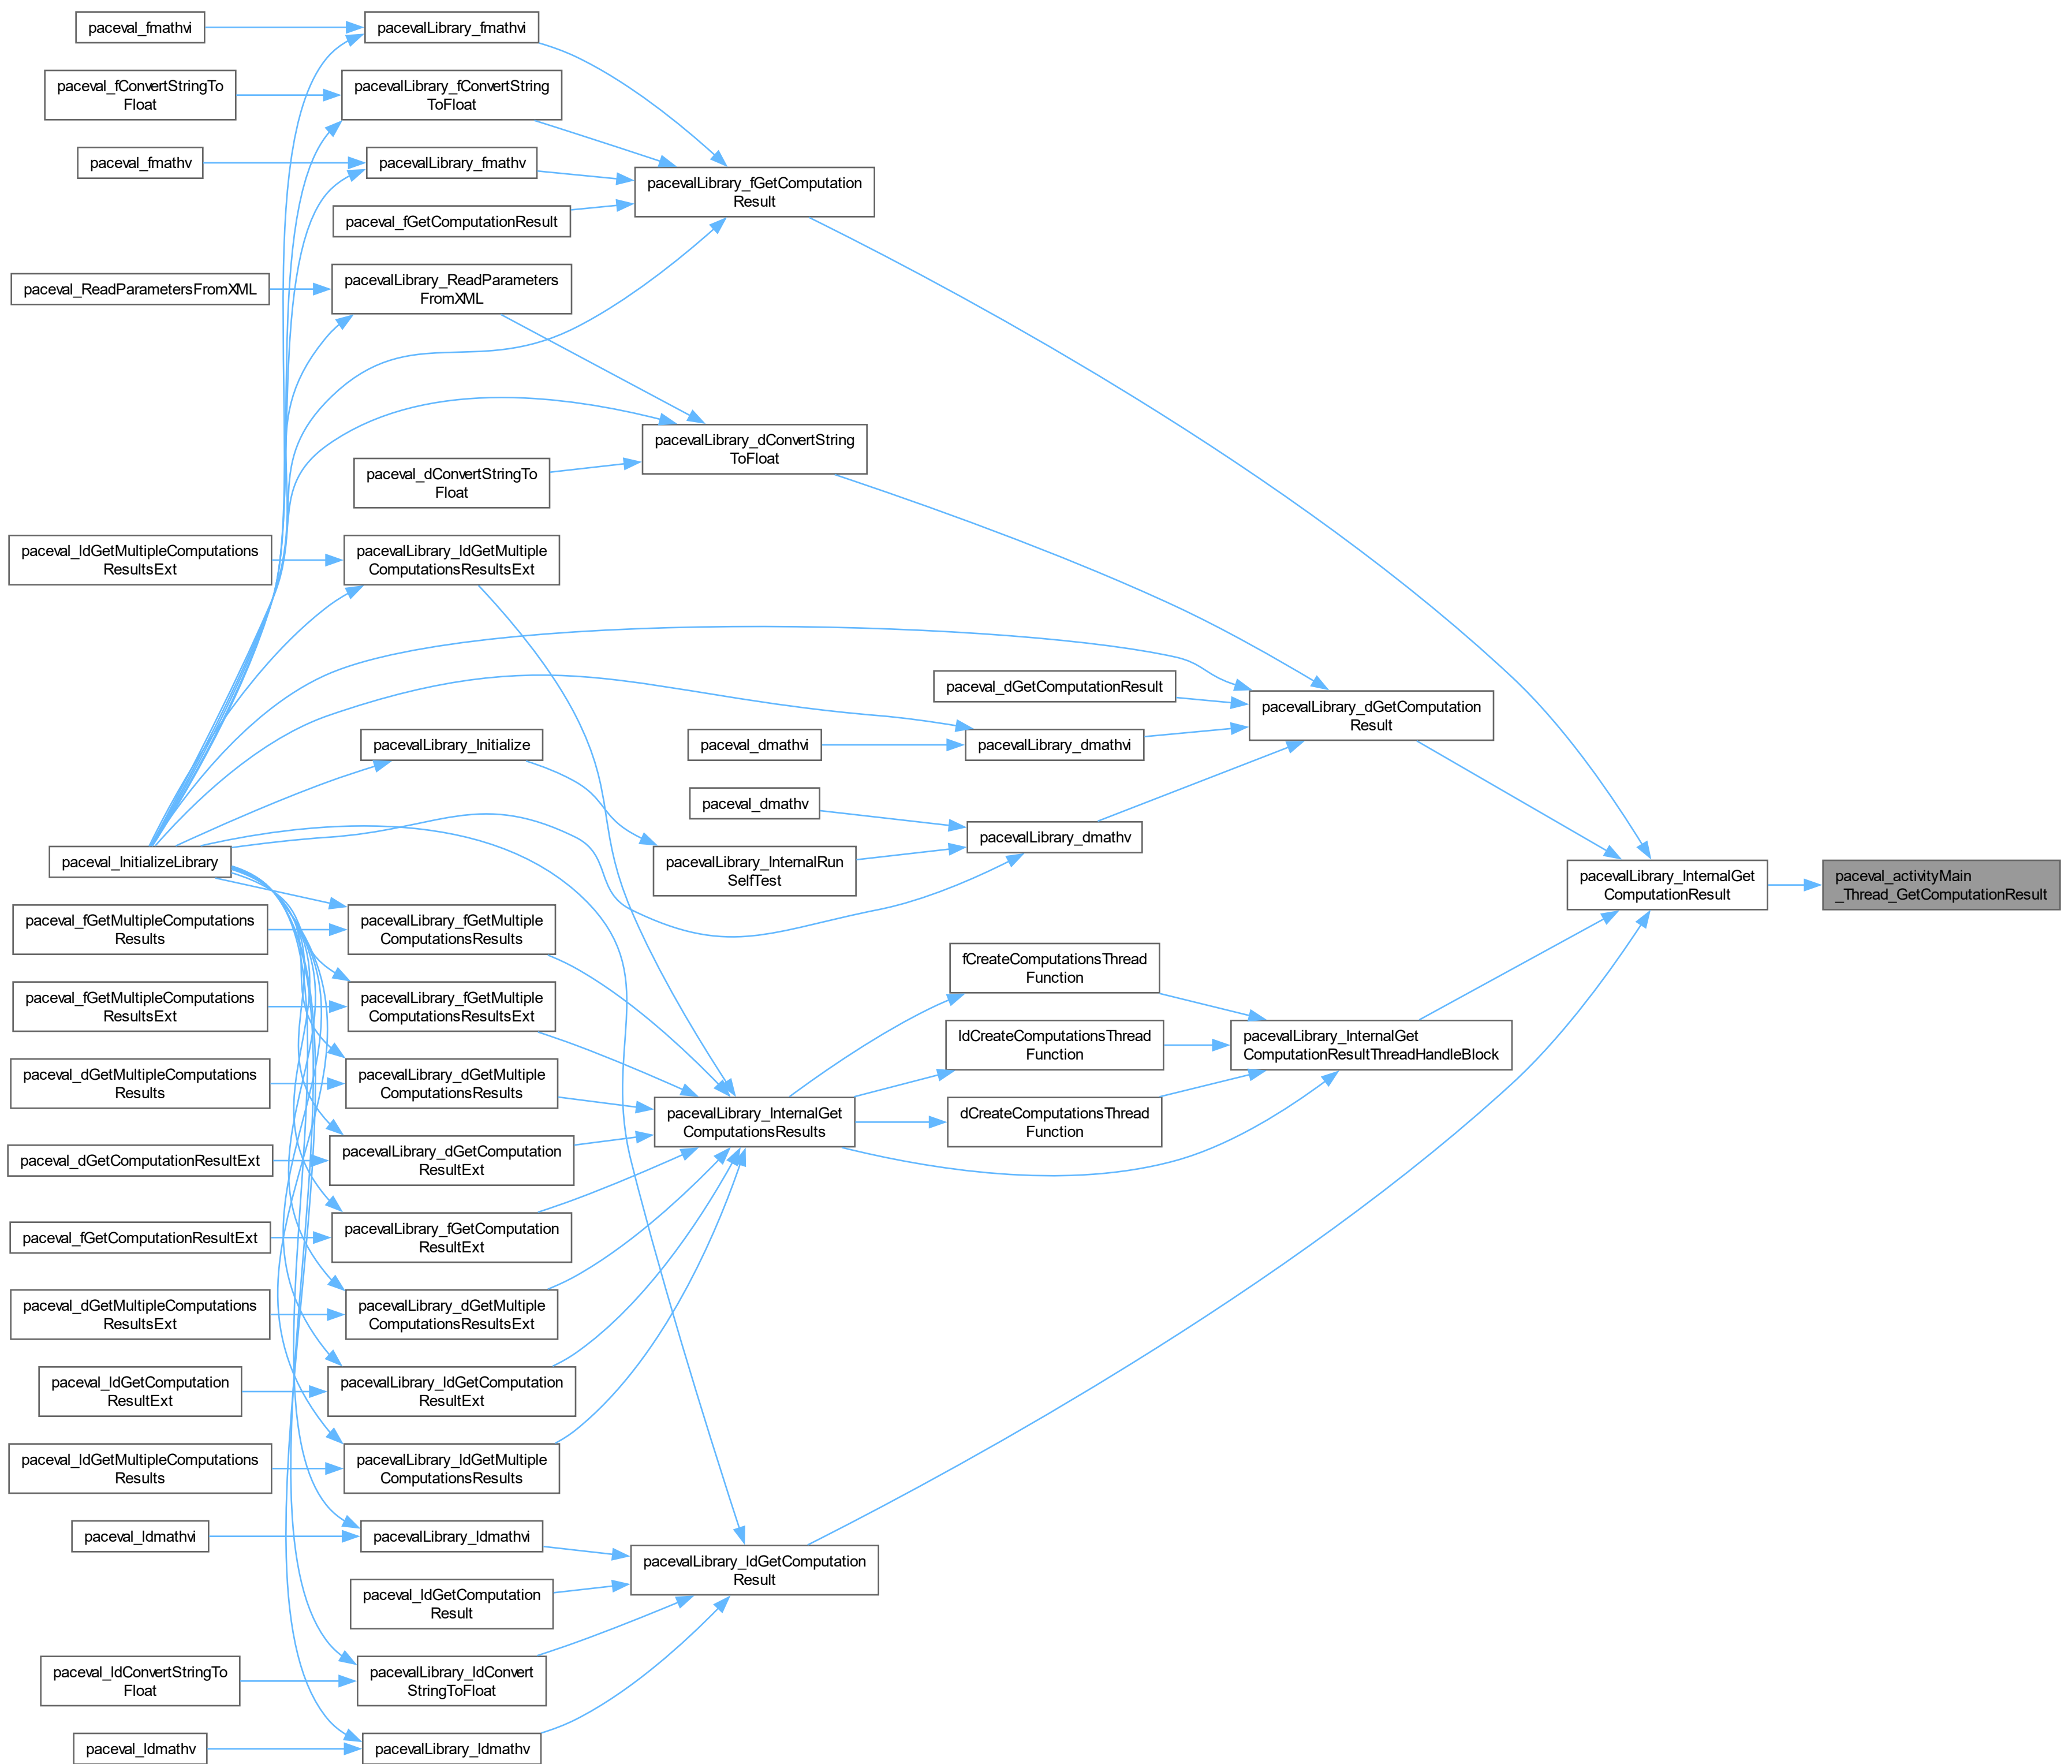 paceval_fmathvi
pacevalLibrary_fmathvi
paceval_fConvertStringTo
Float
pacevalLibrary_fConvertString
ToFloat
paceval_fmathv
pacevalLibrary_fmathv
pacevalLibrary_fGetComputation
Result
paceval_fGetComputationResult
paceval_ReadParametersFromXML
pacevalLibrary_ReadParameters
FromXML
pacevalLibrary_dConvertString
ToFloat
paceval_dConvertStringTo
Float
paceval_ldGetMultipleComputations
ResultsExt
pacevalLibrary_ldGetMultiple
ComputationsResultsExt
paceval_dGetComputationResult
pacevalLibrary_dGetComputation
Result
pacevalLibrary_Initialize
paceval_dmathvi
pacevalLibrary_dmathvi
paceval_dmathv
pacevalLibrary_dmathv
paceval_InitializeLibrary
pacevalLibrary_InternalRun
SelfTest
pacevalLibrary_InternalGet
ComputationResult
paceval_activityMain
_Thread_GetComputationResult
paceval_fGetMultipleComputations
Results
pacevalLibrary_fGetMultiple
ComputationsResults
fCreateComputationsThread
Function
paceval_fGetMultipleComputations
ResultsExt
pacevalLibrary_fGetMultiple
ComputationsResultsExt
ldCreateComputationsThread
Function
pacevalLibrary_InternalGet
ComputationResultThreadHandleBlock
paceval_dGetMultipleComputations
Results
pacevalLibrary_dGetMultiple
ComputationsResults
pacevalLibrary_InternalGet
ComputationsResults
dCreateComputationsThread
Function
paceval_dGetComputationResultExt
pacevalLibrary_dGetComputation
ResultExt
paceval_fGetComputationResultExt
pacevalLibrary_fGetComputation
ResultExt
paceval_dGetMultipleComputations
ResultsExt
pacevalLibrary_dGetMultiple
ComputationsResultsExt
paceval_ldGetComputation
ResultExt
pacevalLibrary_ldGetComputation
ResultExt
paceval_ldGetMultipleComputations
Results
pacevalLibrary_ldGetMultiple
ComputationsResults
paceval_ldmathvi
pacevalLibrary_ldmathvi
pacevalLibrary_ldGetComputation
Result
paceval_ldGetComputation
Result
paceval_ldConvertStringTo
Float
pacevalLibrary_ldConvert
StringToFloat
paceval_ldmathv
pacevalLibrary_ldmathv